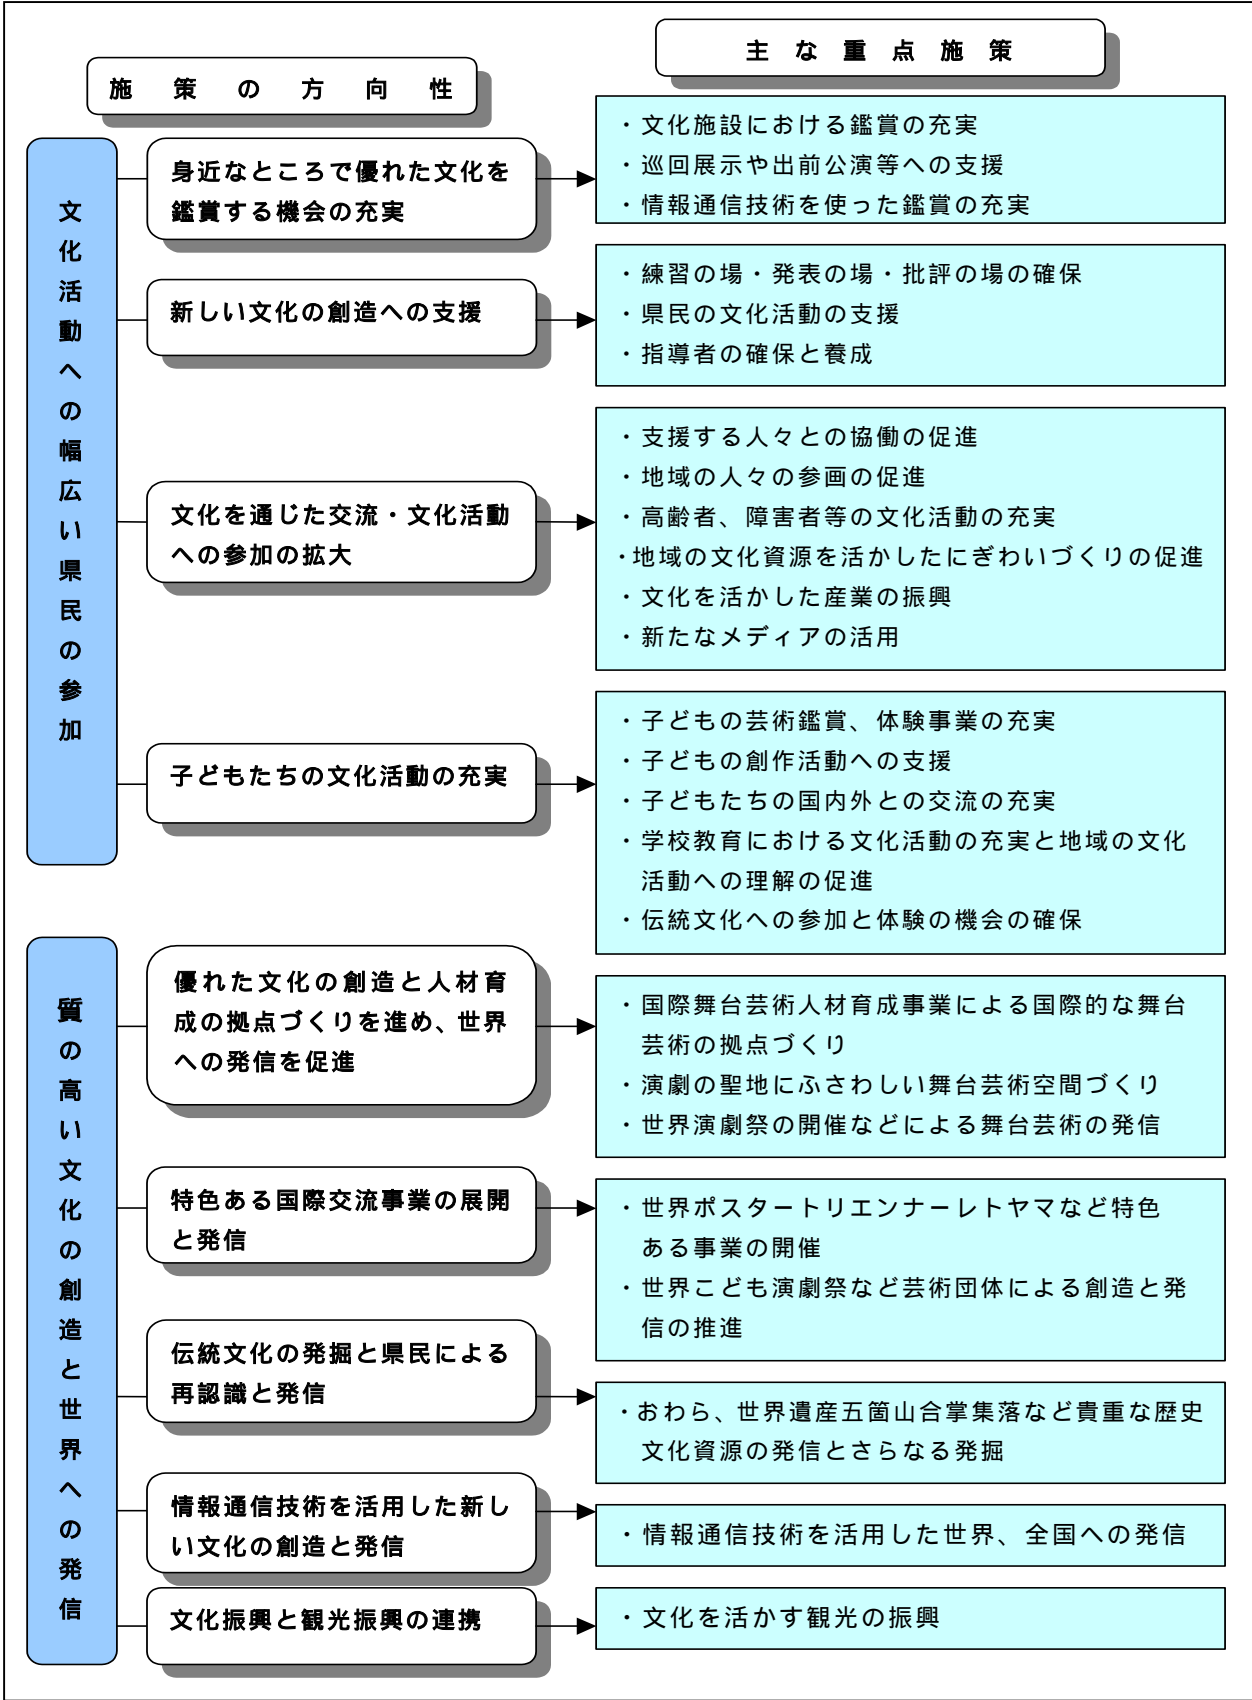 主な重点施策
施策の方向性
文化活動への幅広い県民の参加
身近なところで優れた文化を
鑑賞する機会の充実
・文化施設における鑑賞の充実
・巡回展示や出前公演等への支援
・情報通信技術を使った鑑賞の充実
新しい文化の創造への支援
・練習の場・発表の場・批評の場の確保
・県民の文化活動の支援
・指導者の確保と養成
文化を通じた交流・文化活動
への参加の拡大
・支援する人々との協働の促進
・地域の人々の参画の促進
・高齢者、障害者等の文化活動の充実
・地域の文化資源を活かしたにぎわいづくりの促進
・文化を活かした産業の振興
・新たなメディアの活用
子どもたちの文化活動の充実
・子どもの芸術鑑賞、体験事業の充実
・子どもの創作活動への支援
・子どもたちの国内外との交流の充実
・学校教育における文化活動の充実と地域の文化
活動への理解の促進
・伝統文化への参加と体験の機会の確保
質の高い文化の創造と世界への発信
優れた文化の創造と人材育
成の拠点づくりを進め、世界
への発信を促進
・国際舞台芸術人材育成事業による国際的な舞台
芸術の拠点づくり
・演劇の聖地にふさわしい舞台芸術空間づくり
・世界演劇祭の開催などによる舞台芸術の発信
特色ある国際交流事業の展開
と発信
・世界ポスタートリエンナーレトヤマなど特色
ある事業の開催
・世界こども演劇祭など芸術団体による創造と発
信の推進
伝統文化の発掘と県民による
再認識と発信
・おわら、世界遺産五箇山合掌集落など貴重な歴史
文化資源の発信とさらなる発掘
情報通信技術を活用した新し
い文化の創造と発信
・情報通信技術を活用した世界、全国への発信
文化振興と観光振興の連携
・文化を活かす観光の振興